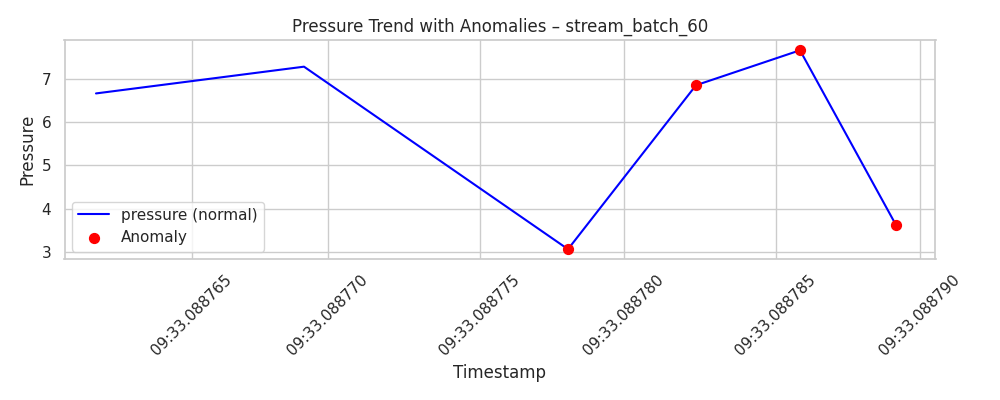 Pressure Trend with Anomalies – stream_batch_60
Pressure
7
6
5
4
3
pressure (normal)
Anomaly
09:33.088765
09:33.088770
09:33.088775
09:33.088780
09:33.088785
09:33.088790
Timestamp